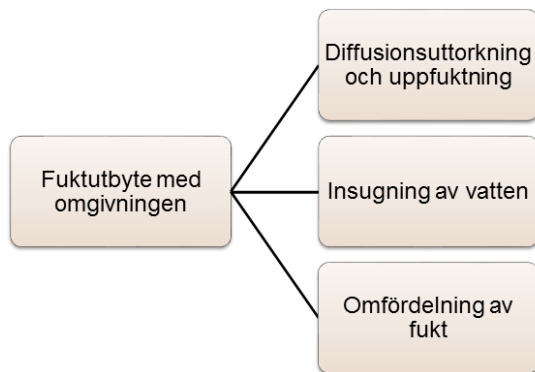 Fuktutbyte med
omgivningen
Diffusionsuttorkning
och uppfuktning
Insugning av vatten
Omfördelning av
fukt